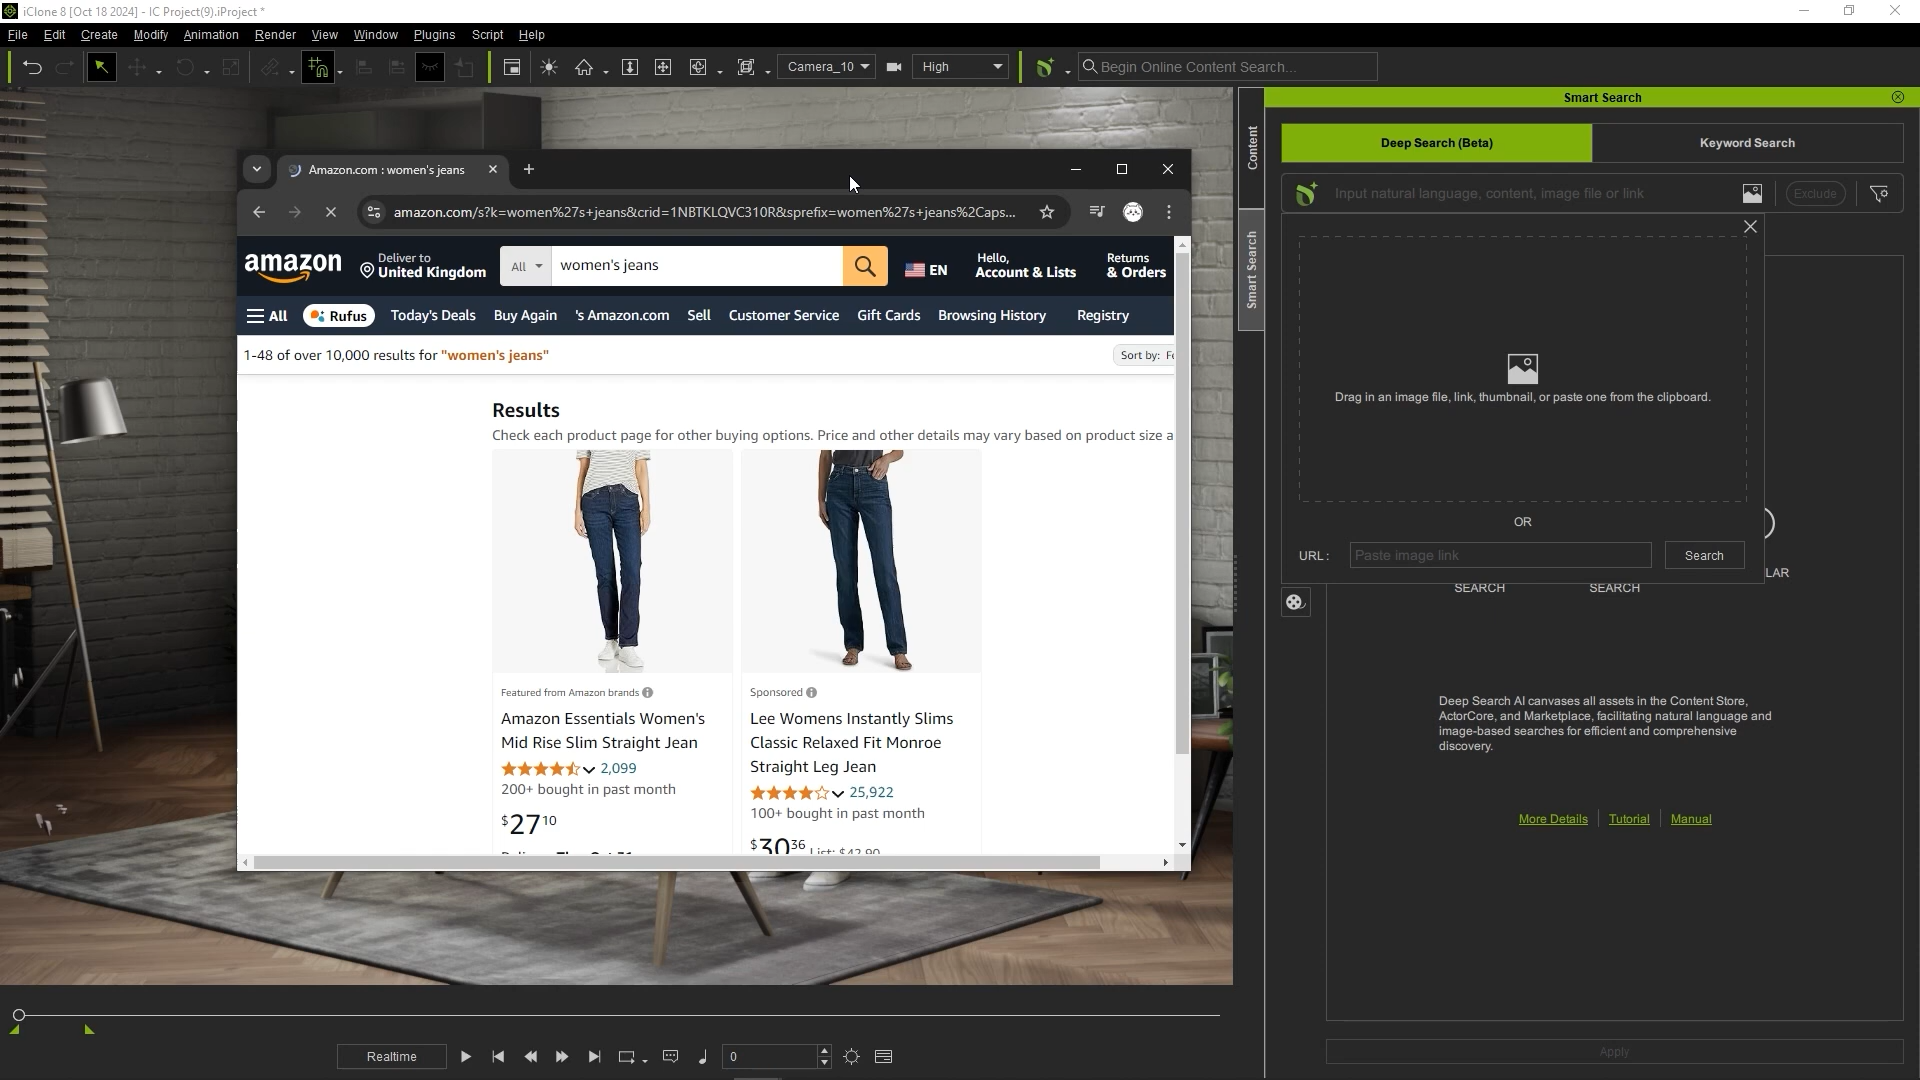 iClone 8 [Oct 18 2024] - IC Project(9).iProject *
File Edit Create Modify Animation Render View Window Plugins Script Help
Camera_10 High Begin Online Content Search...
Smart Search
Content
Smart Search
Deep Search (Beta) Keyword Search
Input natural language, content, image file or link Exclude
Drag in an image file, link, thumbnail, or paste one from the clipboard.
OR
URL : Paste image link Search
LAR
SEARCH SEARCH
Deep Search AI canvases all assets in the Content Store,
ActorCore, and Marketplace, facilitating natural language and
image-based searches for efficient and comprehensive
discovery.
More Details Tutorial Manual
Apply
Amazon.com : women's jeans
amazon.com/s?k=women%27s+jeans&crid=1NBTKLQVC310R&sprefix=women%27s+jeans%2Caps...
amazon
Deliver to
United Kingdom
All women's jeans
EN
Hello,
Account & Lists
Returns
& Orders
All Rufus Today's Deals Buy Again 's Amazon.com Sell Customer Service Gift Cards Browsing History Registry
1-48 of over 10,000 results for "women's jeans"
Sort by: Fe
Results
Check each product page for other buying options. Price and other details may vary based on product size a
Featured from Amazon brands
Amazon Essentials Women's
Mid Rise Slim Straight Jean
2,099
200+ bought in past month
$27 10
Sponsored
Lee Womens Instantly Slims
Classic Relaxed Fit Monroe
Straight Leg Jean
25,922
100+ bought in past month
$30 36 List: $42.90
Realtime 0